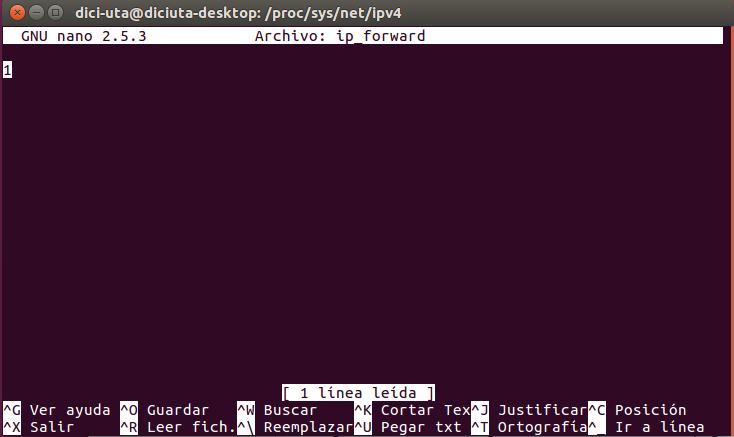 dici-uta@diciuta-desktop: /proc/sys/net/ipv4
GNU nano 2.5.3 Archivo: ip_forward
1
[ 1 línea leída ]
^G Ver ayuda ^O Guardar ^W Buscar ^K Cortar Tex^J Justificar^C Posición
^X Salir ^R Leer fich.^\ Reemplazar^U Pegar txt ^T Ortografía^_ Ir a línea